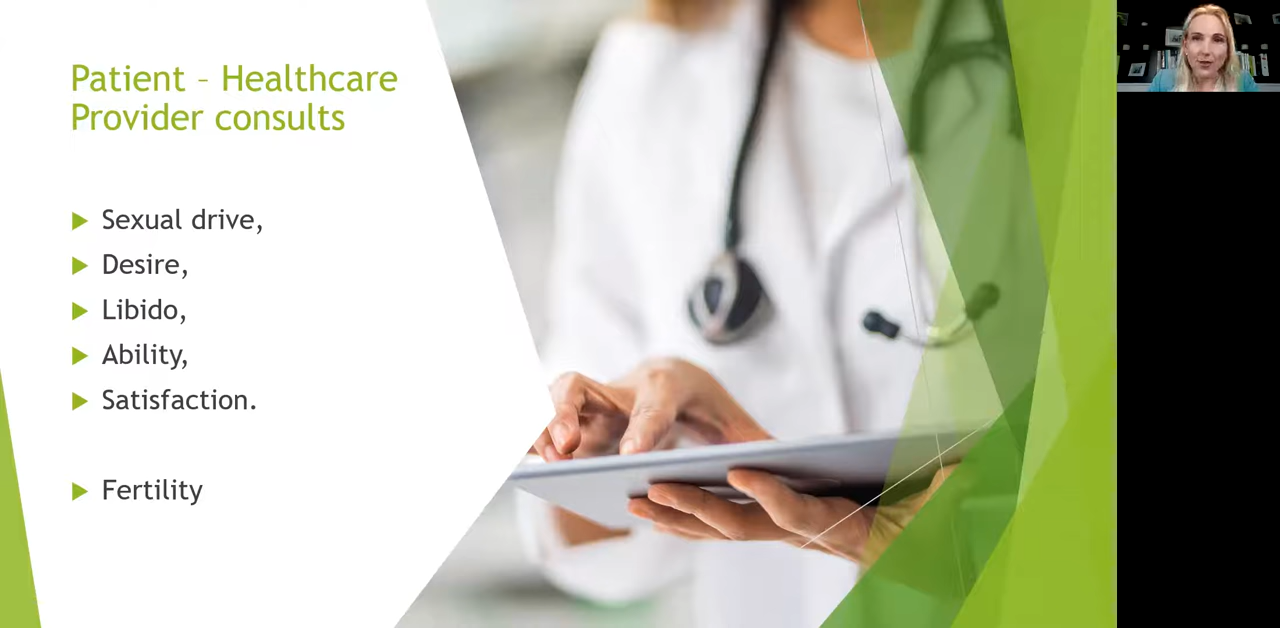 Patient – Healthcare
Provider consults
Sexual drive,
Desire,
Libido,
Ability,
Satisfaction.
Fertility